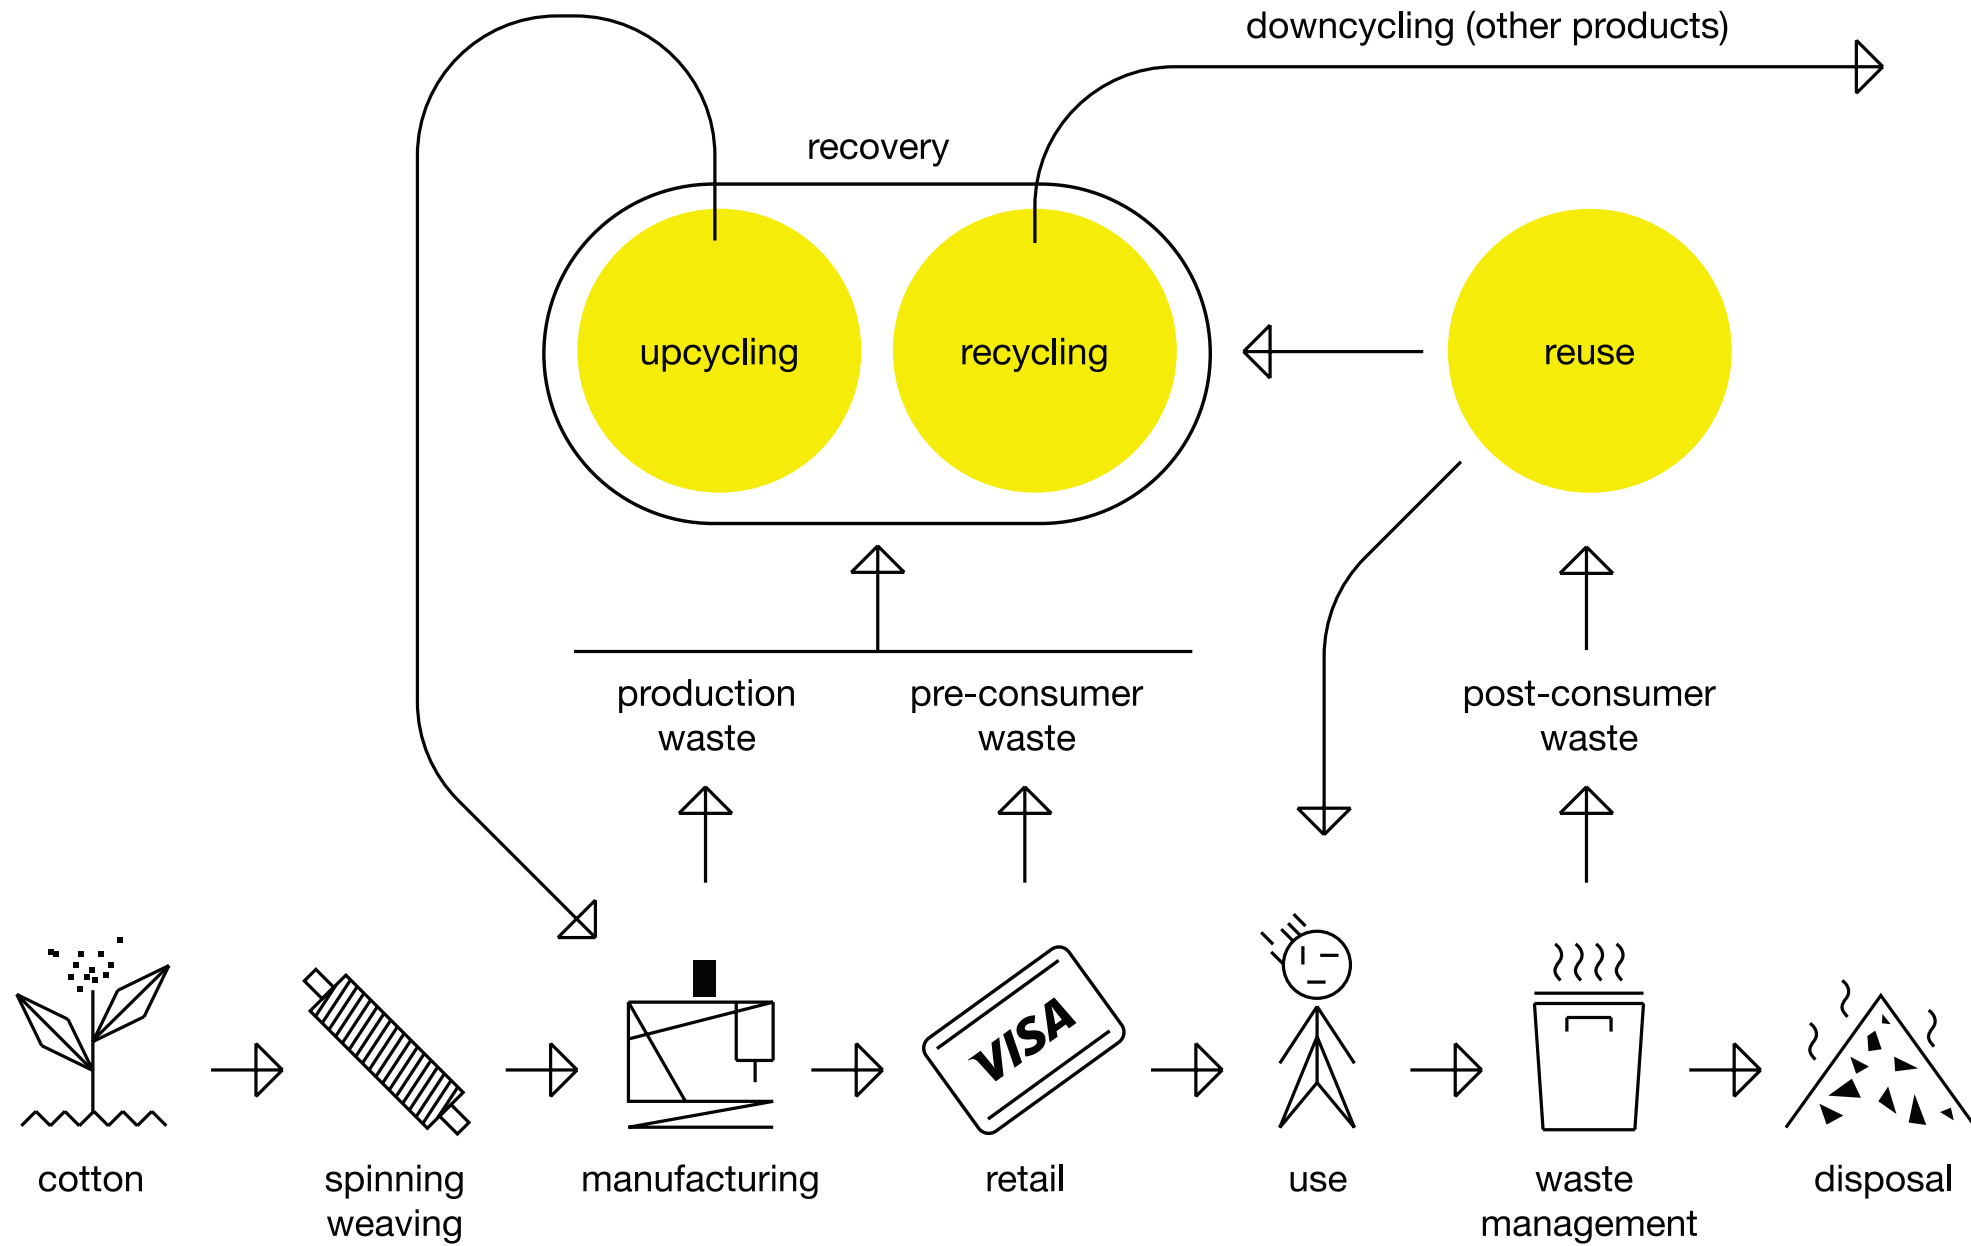 downcycling (other products)
recovery
upcycling
recycling
reuse
production
waste
pre-consumer
waste
post-consumer
waste
VISA
cotton
spinning
weaving
manufacturing
retail
use
waste
management
disposal